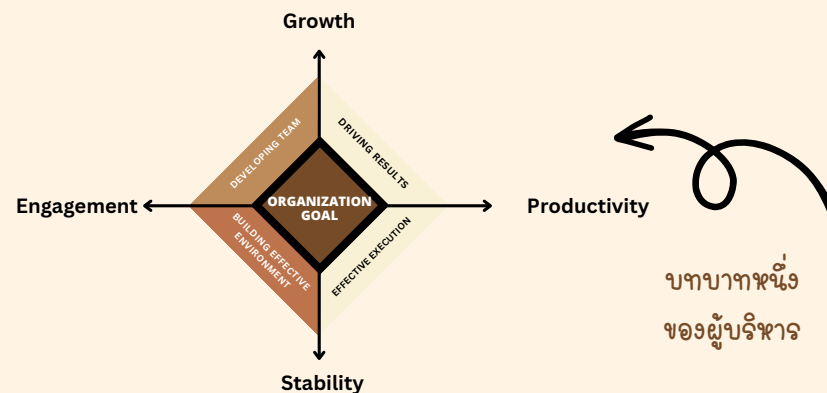 Growth
DEVELOPING TEAM
DRIVING RESULTS
Engagement
ORGANIZATION
GOAL
Productivity
BUILDING EFFECTIVE
ENVIRONMENT
EFFECTIVE EXECUTION
Stability
บทบาทหนึ่ง
ของผู้บริหาร